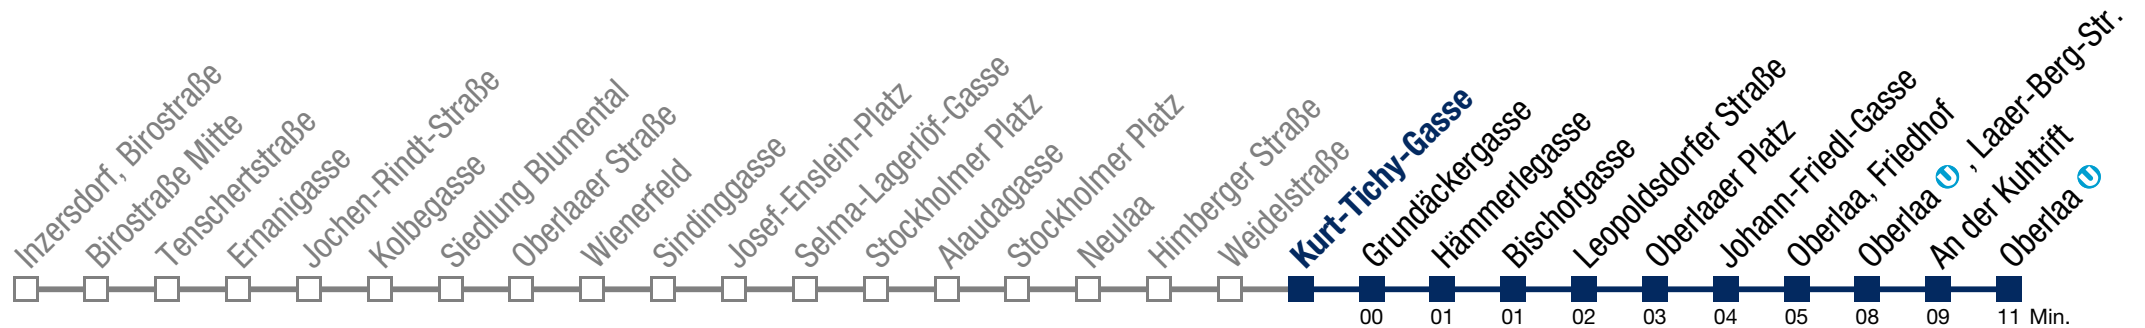 Inzersdorf, Birostraße
Birostraße Mitte
Tenschertstraße
Ernanigasse
Jochen-Rindt-Straße
Kolbegasse
Siedlung Blumental
Oberlaaer Straße
Wienerfeld
Sindinggasse
Josef-Enslein-Platz
Selma-Lagerlöf-Gasse
Stockholmer Platz
Alaudagasse
Stockholmer Platz
Neulaa
Himberger Straße
Weidelstraße
Kurt-Tichy-Gasse
Grundäckergasse
Hämmerlegasse
Bischofgasse
Leopoldsdorfer Straße
Oberlaaer Platz
Johann-Friedl-Gasse
Oberlaa, Friedhof
Oberlaa U , Laaer-Berg-Str.
An der Kuhtrift
Oberlaa U
00 01 01 02 03 04 05 08 09 11 Min.